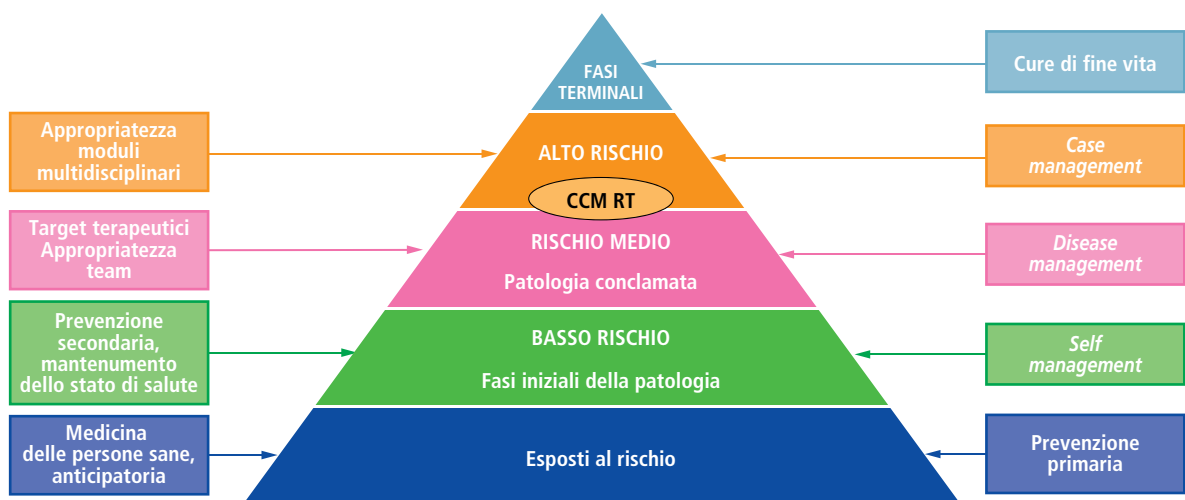 FASI
TERMINALI
Cure di fine vita
Appropriatezza
moduli
multidisciplinari
ALTO RISCHIO
Case
management
CCM RT
Target terapeutici
Appropriatezza
team
RISCHIO MEDIO
Patologia conclamata
Disease
management
Prevenzione
secondaria,
mantenumento
dello stato di salute
BASSO RISCHIO
Fasi iniziali della patologia
Self
management
Medicina
delle persone sane,
anticipatoria
Esposti al rischio
Prevenzione
primaria